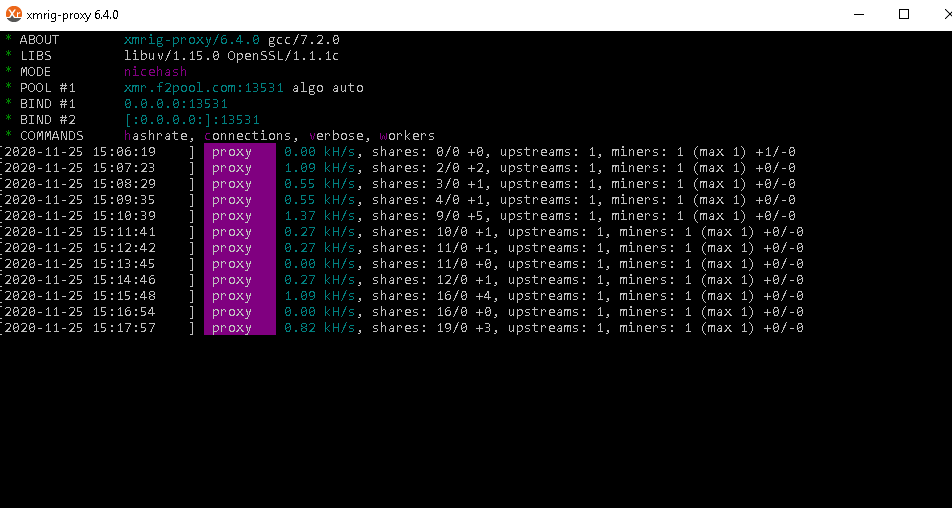 xmrig-proxy 6.4.0
* ABOUT xmrig-proxy/6.4.0 gcc/7.2.0
* LIBS libuv/1.15.0 OpenSSL/1.1.1c
* MODE nicehash
* POOL #1 xmr.f2pool.com:13531 algo auto
* BIND #1 0.0.0.0:13531
* BIND #2 [:0.0.0.0:]:13531
* COMMANDS hashrate, connections, verbose, workers
[2020-11-25 15:06:19 ] proxy 0.00 kH/s, shares: 0/0 +0, upstreams: 1, miners: 1 (max 1) +1/-0
[2020-11-25 15:07:23 ] proxy 1.09 kH/s, shares: 2/0 +2, upstreams: 1, miners: 1 (max 1) +0/-0
[2020-11-25 15:08:29 ] proxy 0.55 kH/s, shares: 3/0 +1, upstreams: 1, miners: 1 (max 1) +0/-0
[2020-11-25 15:09:35 ] proxy 0.55 kH/s, shares: 4/0 +1, upstreams: 1, miners: 1 (max 1) +0/-0
[2020-11-25 15:10:39 ] proxy 1.37 kH/s, shares: 9/0 +5, upstreams: 1, miners: 1 (max 1) +0/-0
[2020-11-25 15:11:41 ] proxy 0.27 kH/s, shares: 10/0 +1, upstreams: 1, miners: 1 (max 1) +0/-0
[2020-11-25 15:12:42 ] proxy 0.27 kH/s, shares: 11/0 +1, upstreams: 1, miners: 1 (max 1) +0/-0
[2020-11-25 15:13:45 ] proxy 0.00 kH/s, shares: 11/0 +0, upstreams: 1, miners: 1 (max 1) +0/-0
[2020-11-25 15:14:46 ] proxy 0.27 kH/s, shares: 12/0 +1, upstreams: 1, miners: 1 (max 1) +0/-0
[2020-11-25 15:15:48 ] proxy 1.09 kH/s, shares: 16/0 +4, upstreams: 1, miners: 1 (max 1) +0/-0
[2020-11-25 15:16:54 ] proxy 0.00 kH/s, shares: 16/0 +0, upstreams: 1, miners: 1 (max 1) +0/-0
[2020-11-25 15:17:57 ] proxy 0.82 kH/s, shares: 19/0 +3, upstreams: 1, miners: 1 (max 1) +0/-0